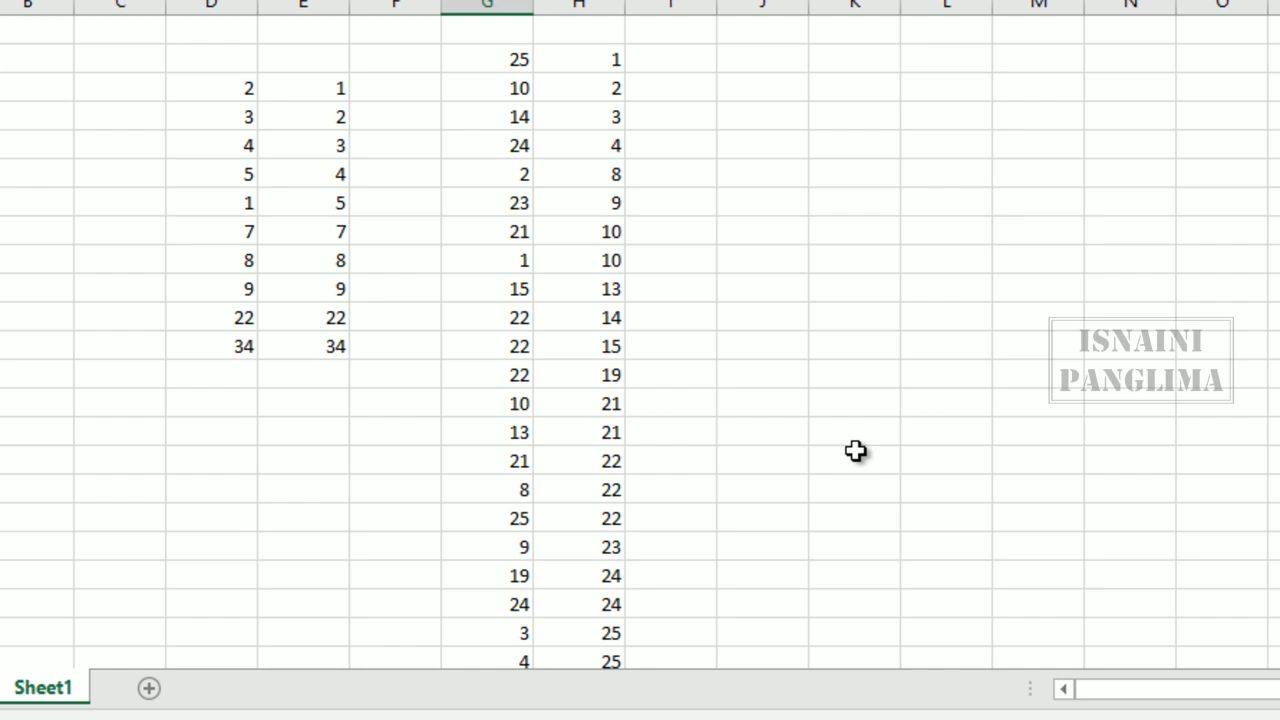 B C D E F G H I J K L M N O
25 1
2 1 10 2
3 2 14 3
4 3 24 4
5 4 2 8
1 5 23 9
7 7 21 10
8 8 1 10
9 9 15 13
22 22 22 14
34 34 22 15
22 19
10 21
13 21
21 22
8 22
25 22
9 23
19 24
24 24
3 25
4 25
ISNAINI
PANGLIMA
Sheet1